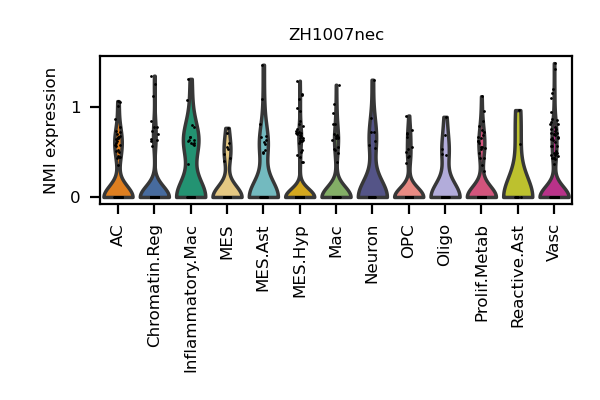 ZH1007nec
NMI expression
1
0
AC
Chromatin.Reg
Inflammatory.Mac
MES
MES.Ast
MES.Hyp
Mac
Neuron
OPC
Oligo
Prolif.Metab
Reactive.Ast
Vasc